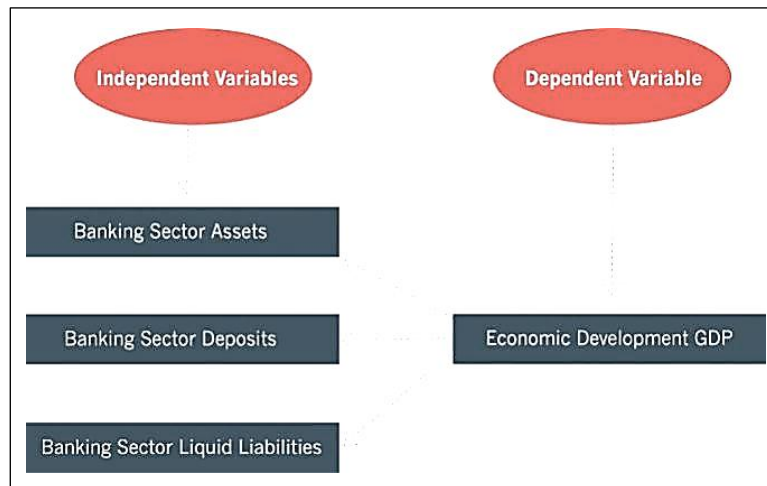 Independent Variables
Dependent Variable
Banking Sector Assets
Banking Sector Deposits
Economic Development GDP
Banking Sector Liquid Liabilities